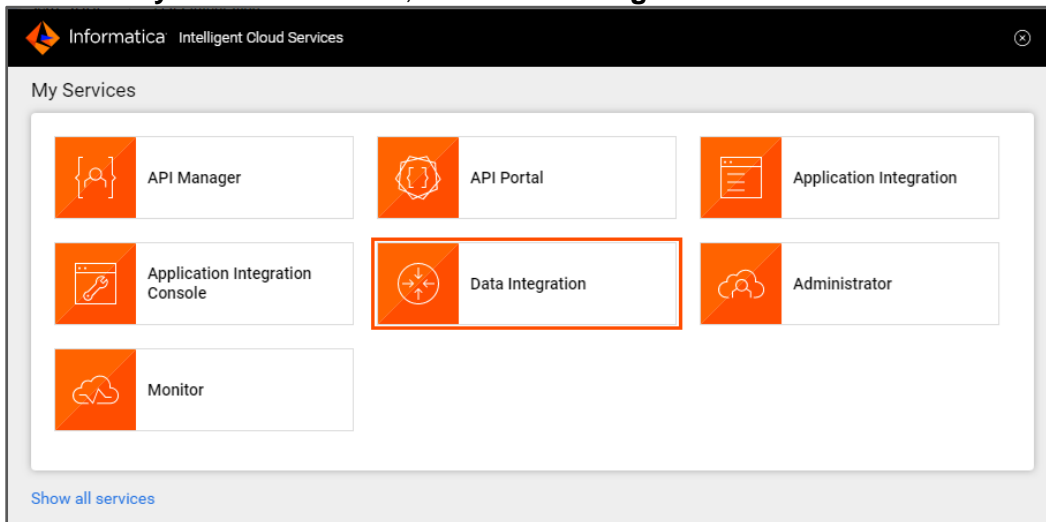 Informatica Intelligent Cloud Services
My Services
API Manager
API Portal
Application Integration
Application Integration
Console
Data Integration
Administrator
Monitor
Show all services